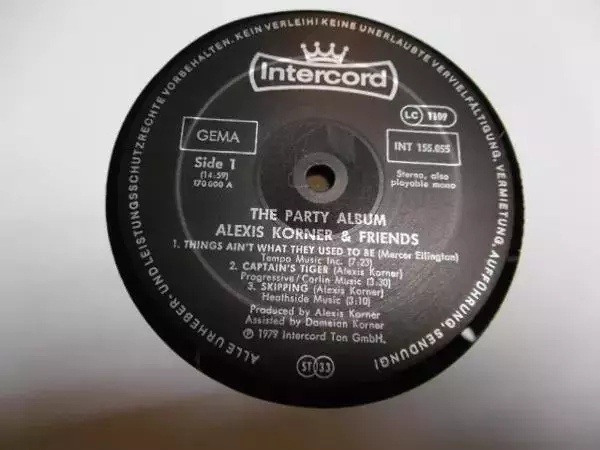 ALLE URHEBER- UND LEISTUNGSSCHUTZRECHTE VORBEHALTEN. KEIN VERLEIH! KEINE UNERLAUBTE VERVIELFÄLTIGUNG, VERMIETUNG, AUFFÜHRUNG, SENDUNG!
Intercord
LC 1109
GEMA
INT 155.055
Side 1
(14:59)
170.000 A
Stereo, also
playable mono
THE PARTY ALBUM
ALEXIS KORNER & FRIENDS
1. THINGS AIN'T WHAT THEY USED TO BE (Mercer Ellington)
Tempo Music Inc. (7:23)
2. CAPTAIN'S TIGER (Alexis Korner)
Progressive/Carlin Music (3:30)
3. SKIPPING (Alexis Korner)
Heathside Music (3:10)
Produced by Alexis Korner
Assisted by Dameian Korner
Ⓟ 1979 Intercord Ton GmbH.
ST 33